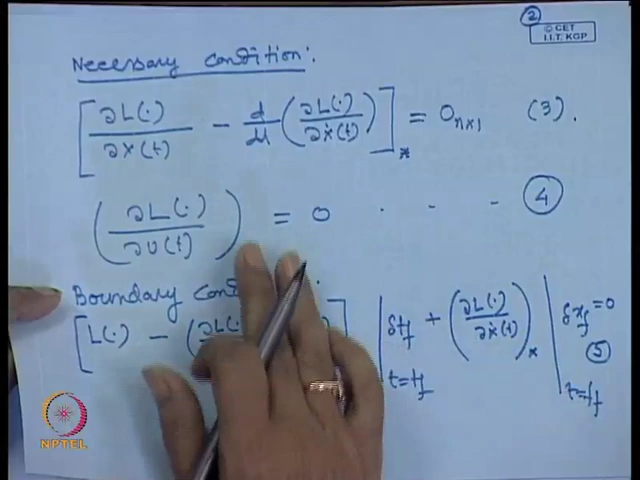 ②
© CET
I.I.T. KGP
Necessary condition:
[∂L(·)/∂x(t) − d/dt (∂L(·)/∂ẋ(t))]* = 0n×1 (3).
(∂L(·)/∂u(t)) = 0 . - - ④
Boundary Con
[L(·) − (∂L(· ] |t=tf δtf + (∂L(·)/∂ẋ(t))* |t=tf δxf = 0
⑤
NPTEL